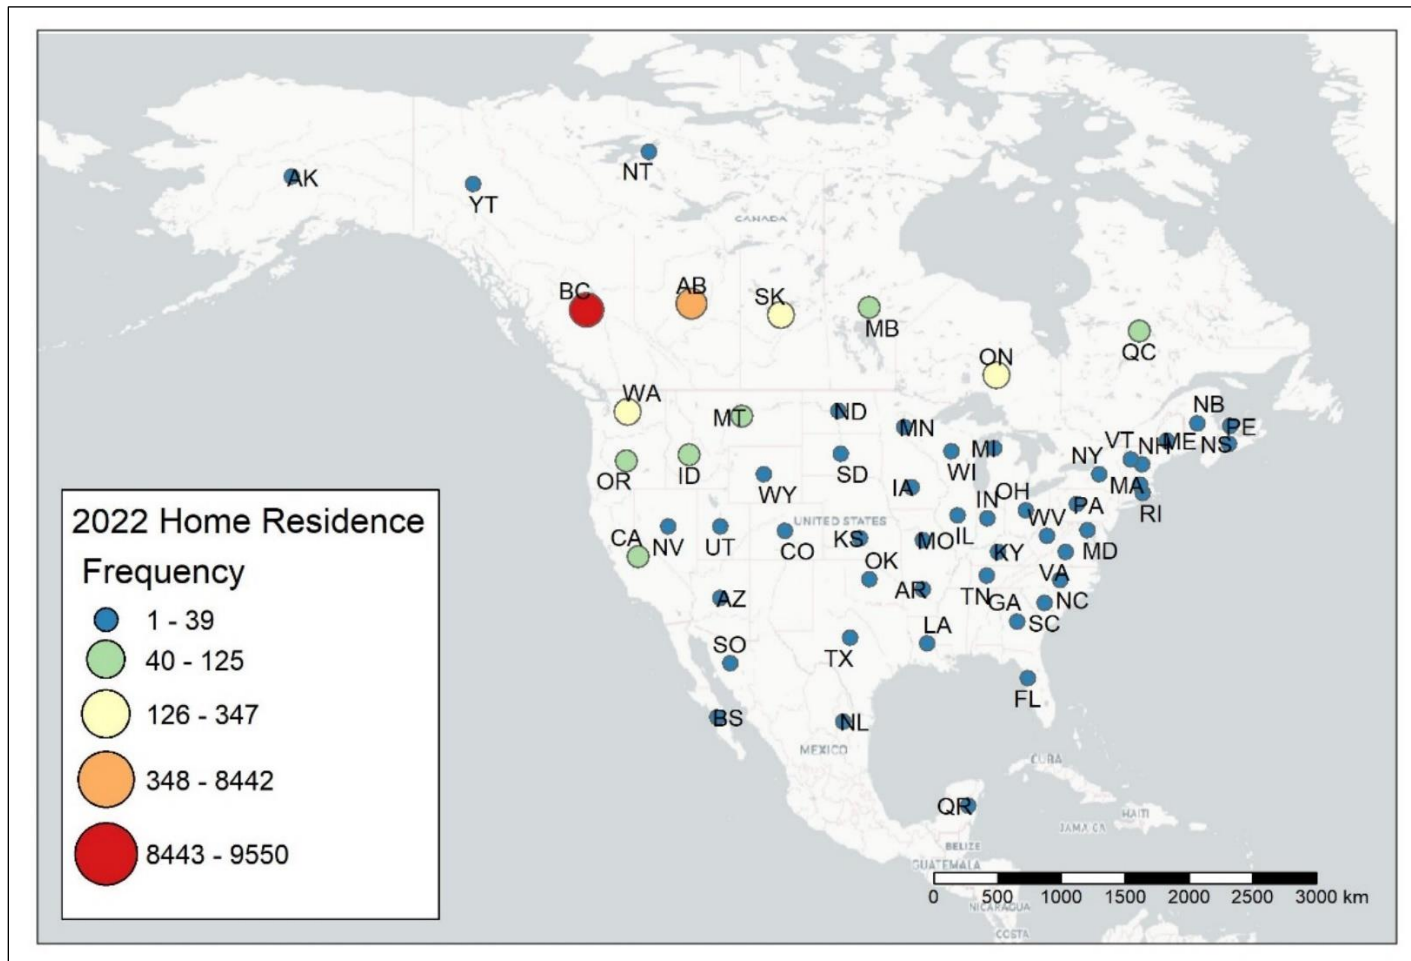 AK
YT
NT
CANADA
BC
AB
SK
MB
ON
QC
WA
MT
ND
MN
OR
ID
WY
SD
WI
MI
IA
NY
VT
NH
ME
NB
PE
NS
MA
RI
CA
NV
UT
CO
UNITED STATES
KS
MO
IL
IN
OH
WV
PA
MD
KY
VA
OK
AR
TN
GA
NC
SC
AZ
SO
TX
LA
FL
BS
NL
MEXICO
CUBA
QR
HAITI
JAMAICA
BELIZE
GUATEMALA
NICARAGUA
COSTA
2022 Home Residence
Frequency
1 - 39
40 - 125
126 - 347
348 - 8442
8443 - 9550
0 500 1000 1500 2000 2500 3000 km